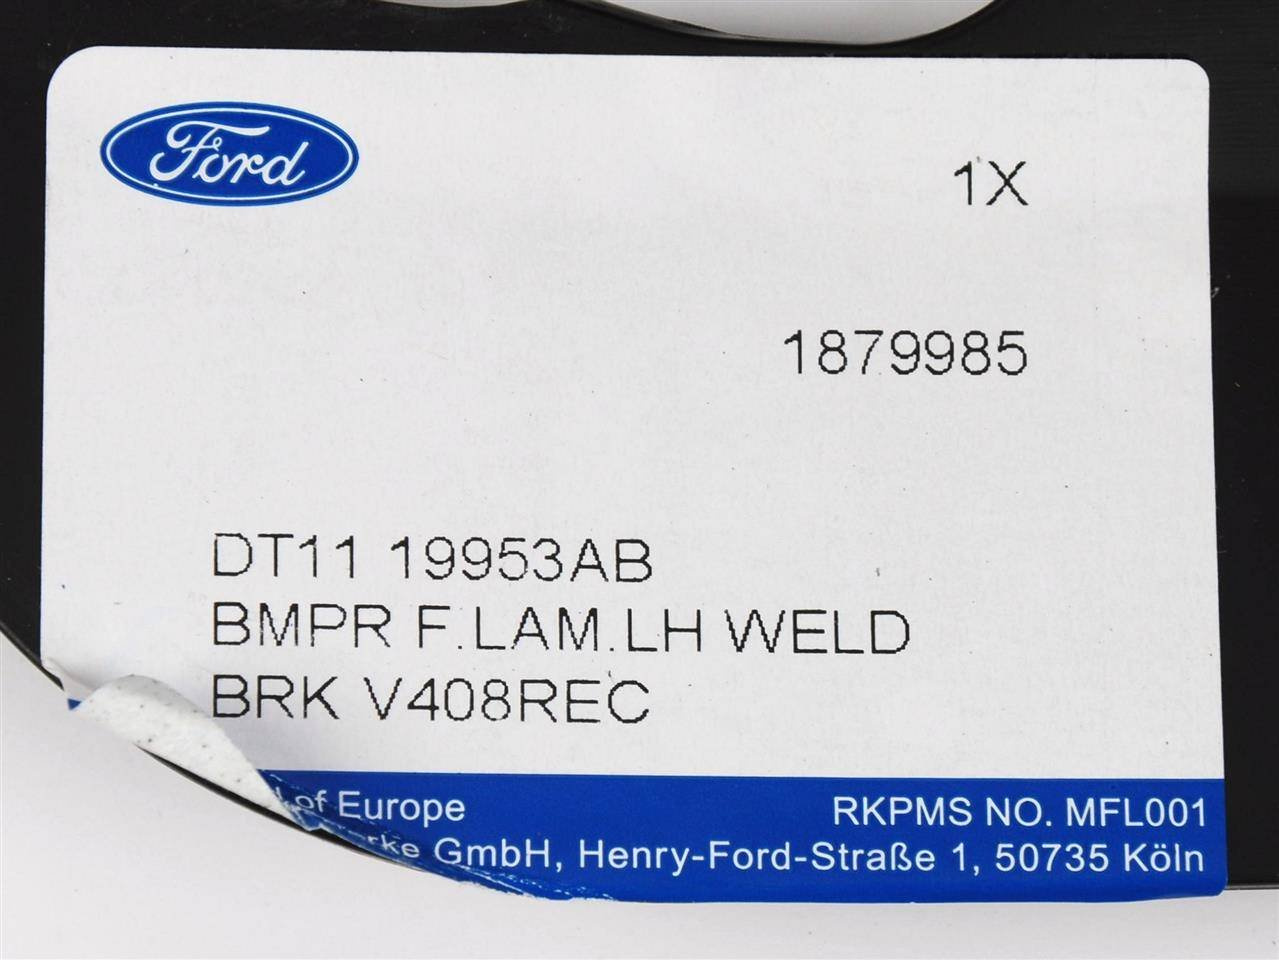 Ford
1X
1879985
DT11 19953AB
BMPR F.LAM.LH WELD
BRK V408REC
of Europe
RKPMS NO. MFL001
GmbH, Henry-Ford-Straße 1, 50735 Köln